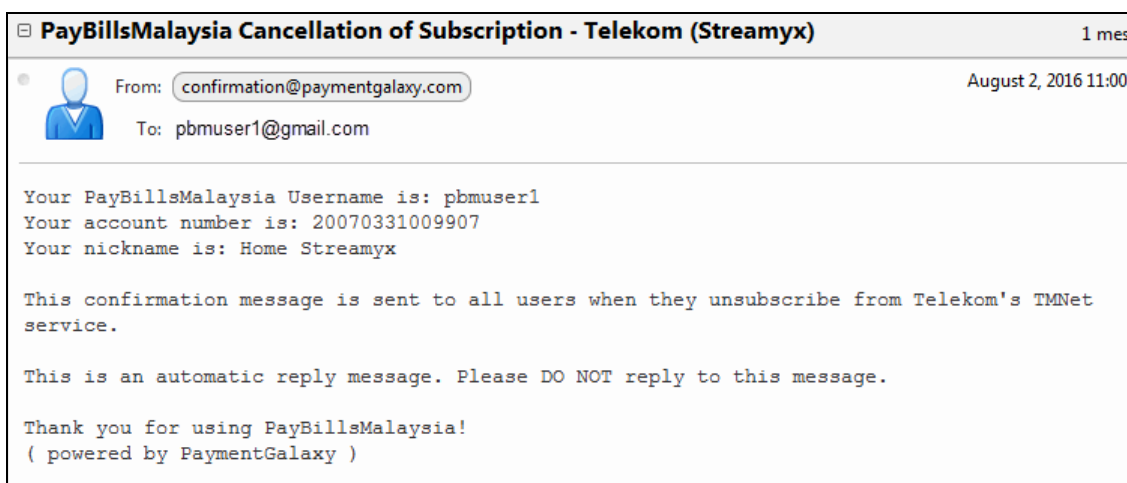 PayBillsMalaysia Cancellation of Subscription - Telekom (Streamyx)
1 mes
From: confirmation@paymentgalaxy.com
August 2, 2016 11:00
To: pbmuser1@gmail.com
Your PayBillsMalaysia Username is: pbmuser1
Your account number is: 20070331009907
Your nickname is: Home Streamyx
This confirmation message is sent to all users when they unsubscribe from Telekom's TMNet
service.
This is an automatic reply message. Please DO NOT reply to this message.
Thank you for using PayBillsMalaysia!
( powered by PaymentGalaxy )